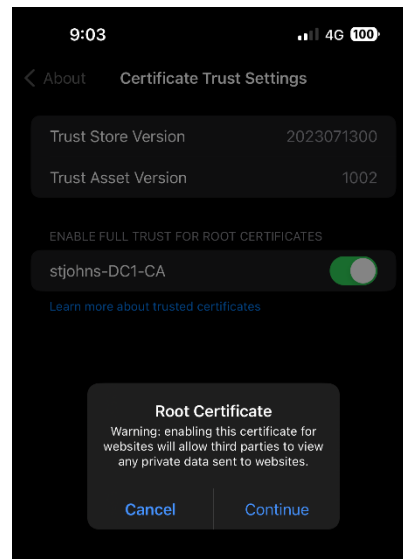 9:03 4G 100
About Certificate Trust Settings
Trust Store Version 2023071300
Trust Asset Version 1002
ENABLE FULL TRUST FOR ROOT CERTIFICATES
stjohns-DC1-CA
Learn more about trusted certificates
Root Certificate
Warning: enabling this certificate for
websites will allow third parties to view
any private data sent to websites.
Cancel Continue